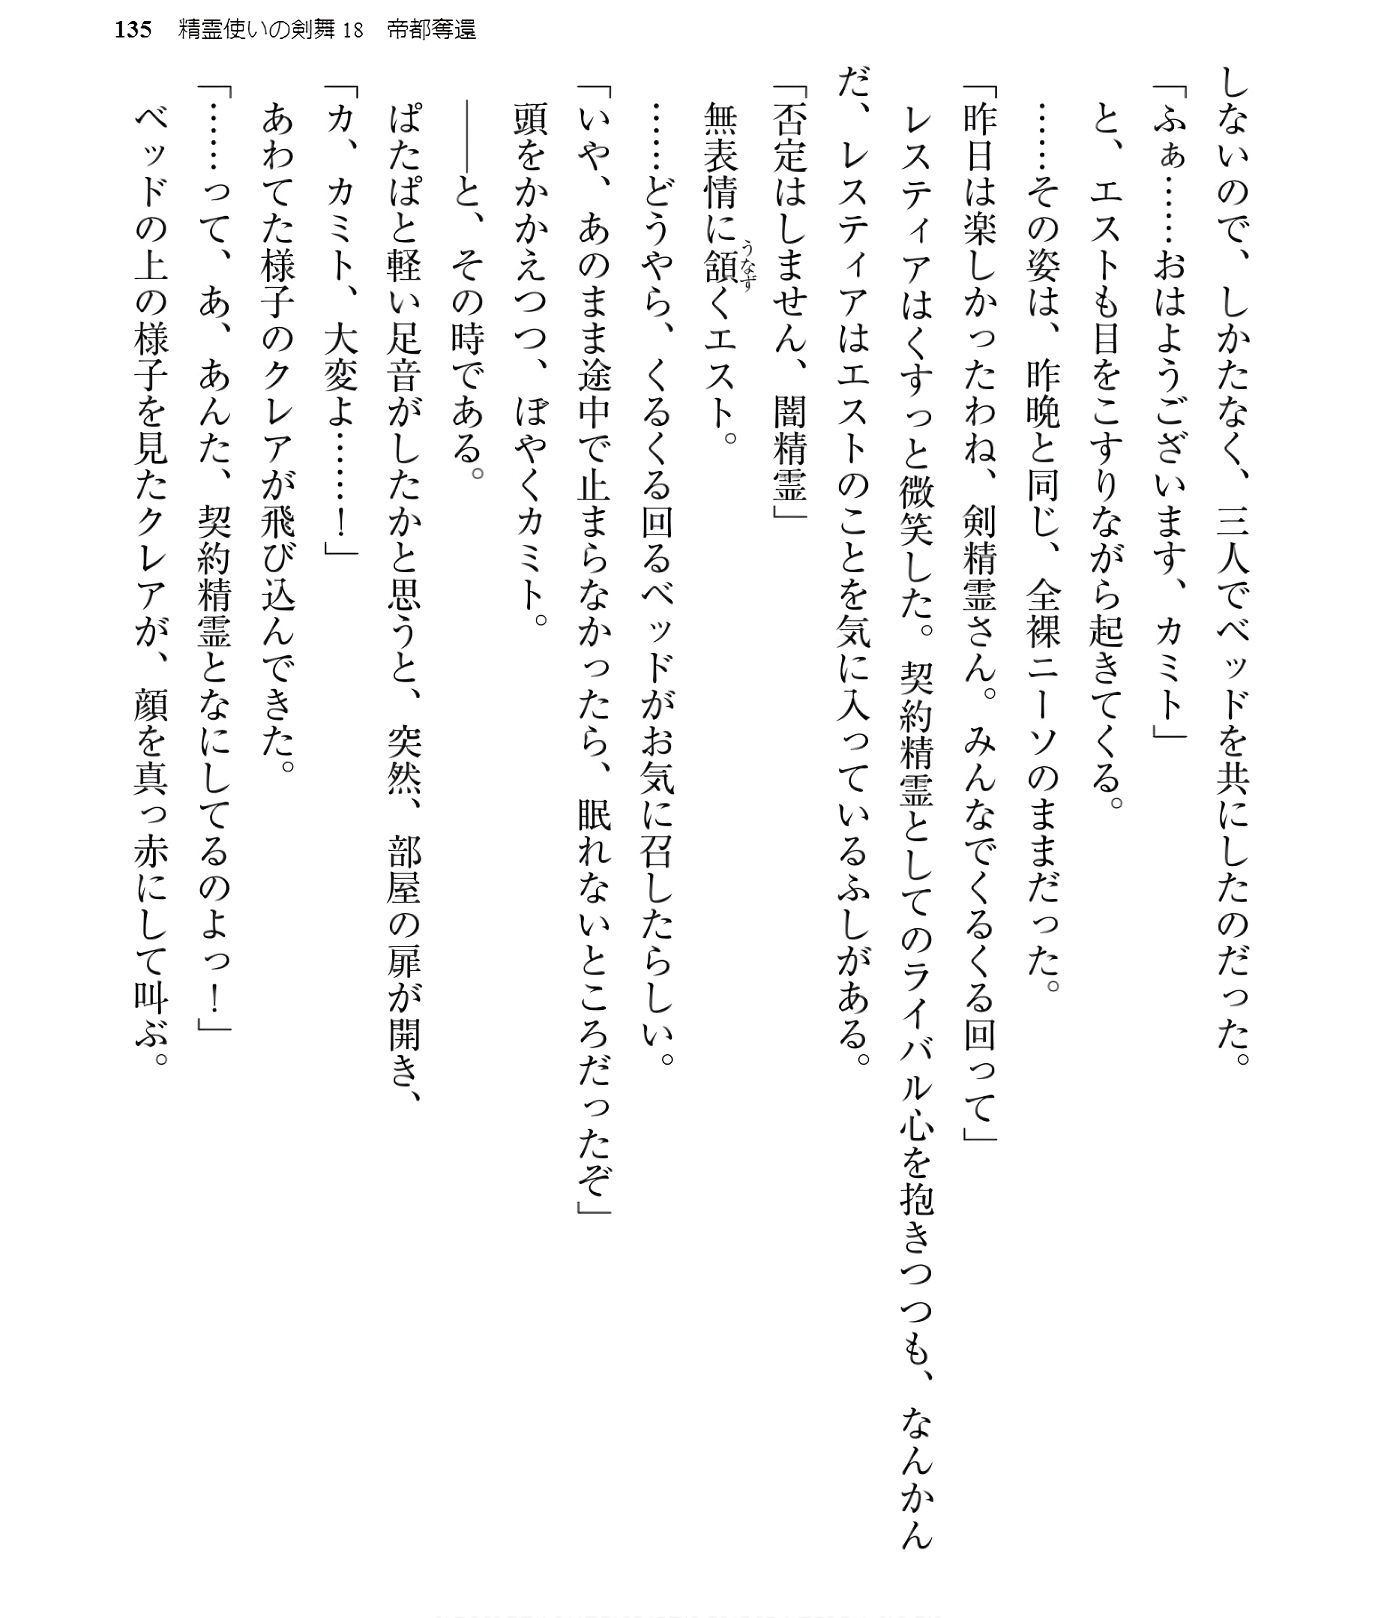 135 精霊使いの剣舞 18 帝都奪還
しないので、しかたなく、三人でベッドを共にしたのだった。
「ふぁ……おはようございます、カミト」
と、エストも目をこすりながら起きてくる。
……その姿は、昨晩と同じ、全裸ニーソのままだった。
「昨日は楽しかったわね、剣精霊さん。みんなでくるくる回って」
レスティアはくすっと微笑した。契約精霊としてのライバル心を抱きつつも、なんかん
だ、レスティアはエストのことを気に入っているふしがある。
「否定はしません、闇精霊」
無表情に頷くエスト。
うなず
……どうやら、くるくる回るベッドがお気に召したらしい。
「いや、あのまま途中で止まらなかったら、眠れないところだったぞ」
頭をかかえつつ、ぼやくカミト。
――と、その時である。
ぱたぱと軽い足音がしたかと思うと、突然、部屋の扉が開き、
「カ、カミト、大変よ……！」
あわてた様子のクレアが飛び込んできた。
「……って、あ、あんた、契約精霊となにしてるのよっ！」
ベッドの上の様子を見たクレアが、顔を真っ赤にして叫ぶ。